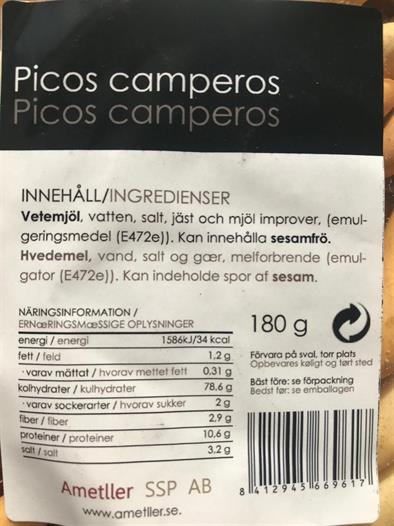 Picos camperos
Picos camperos
INNEHÅLL/INGREDIENSER
Vetemjöl, vatten, salt, jäst och mjöl improver, (emul-
geringsmedel (E472e)). Kan innehålla sesamfrö.
Hvedemel, vand, salt og gær, melforbrende (emul-
gator (E472e)). Kan indeholde spor af sesam.
NÄRINGSINFORMATION /
ERNæRINGSMæSSIGE OPLYSNINGER
energi / energi 1586kJ/34 kcal
fett / feld 1.2 g
·varav mättat / hvorav mettet fett 0.31 g
kolhydrater / kulhydrater 78,6 g
·varav sockerarter / hvorav sukker 2 g
fiber / fiber 2,9 g
proteiner / proteiner 10,6 g
salt / salt 3,2 g
180 g
Förvara på sval, torr plats
Opbevares køligt og tørt sted
Bäst före: se förpackning
Bedst før: se emballagen
8 412945 669617
Ametller SSP AB
www.ametller.se.